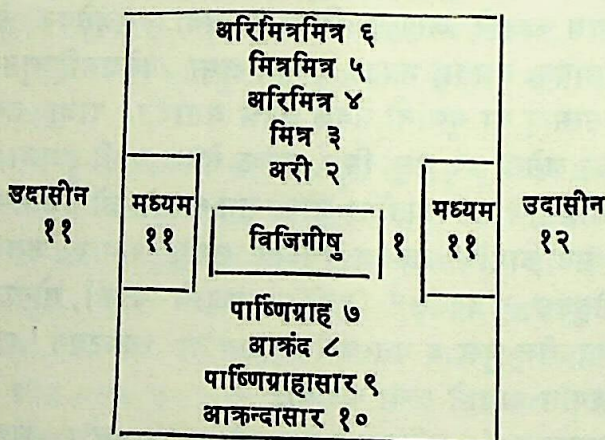 अरिमित्रमित्र ६
मित्रमित्र ५
अरिमित्र ४
मित्र ३
अरी २
उदासीन मध्यम मध्यम उदासीन
११ ११ विजिगीषु १ ११ १२
पार्ष्णिग्राह ७
आक्रंद ८
पार्ष्णिग्राहासार ९
आक्रन्दासार १०